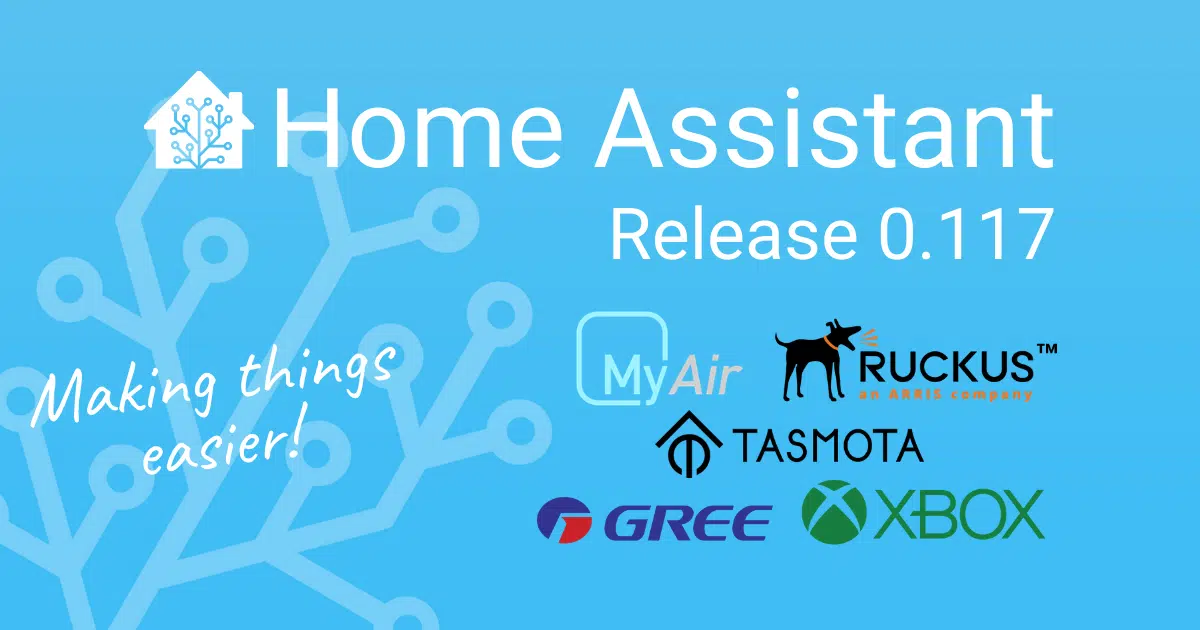 Home Assistant
Release 0.117
Making things
easier!
MyAir
RUCKUS™
an ARRIS company
TASMOTA
GREE
XBOX